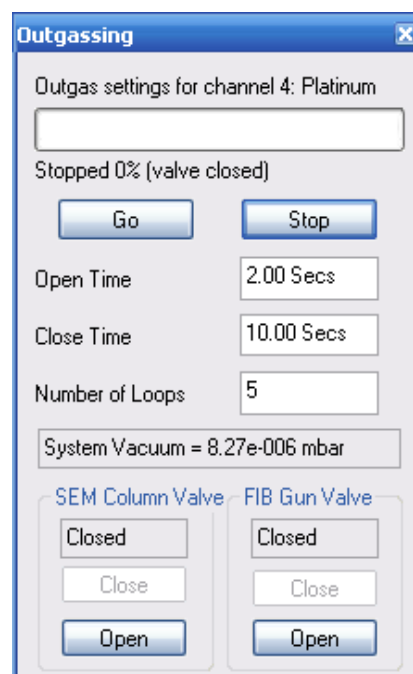 Outgassing
Outgas settings for channel 4: Platinum
Stopped 0% (valve closed)
Go Stop
Open Time 2.00 Secs
Close Time 10.00 Secs
Number of Loops 5
System Vacuum = 8.27e-006 mbar
SEM Column Valve FIB Gun Valve
Closed Closed
Close Close
Open Open